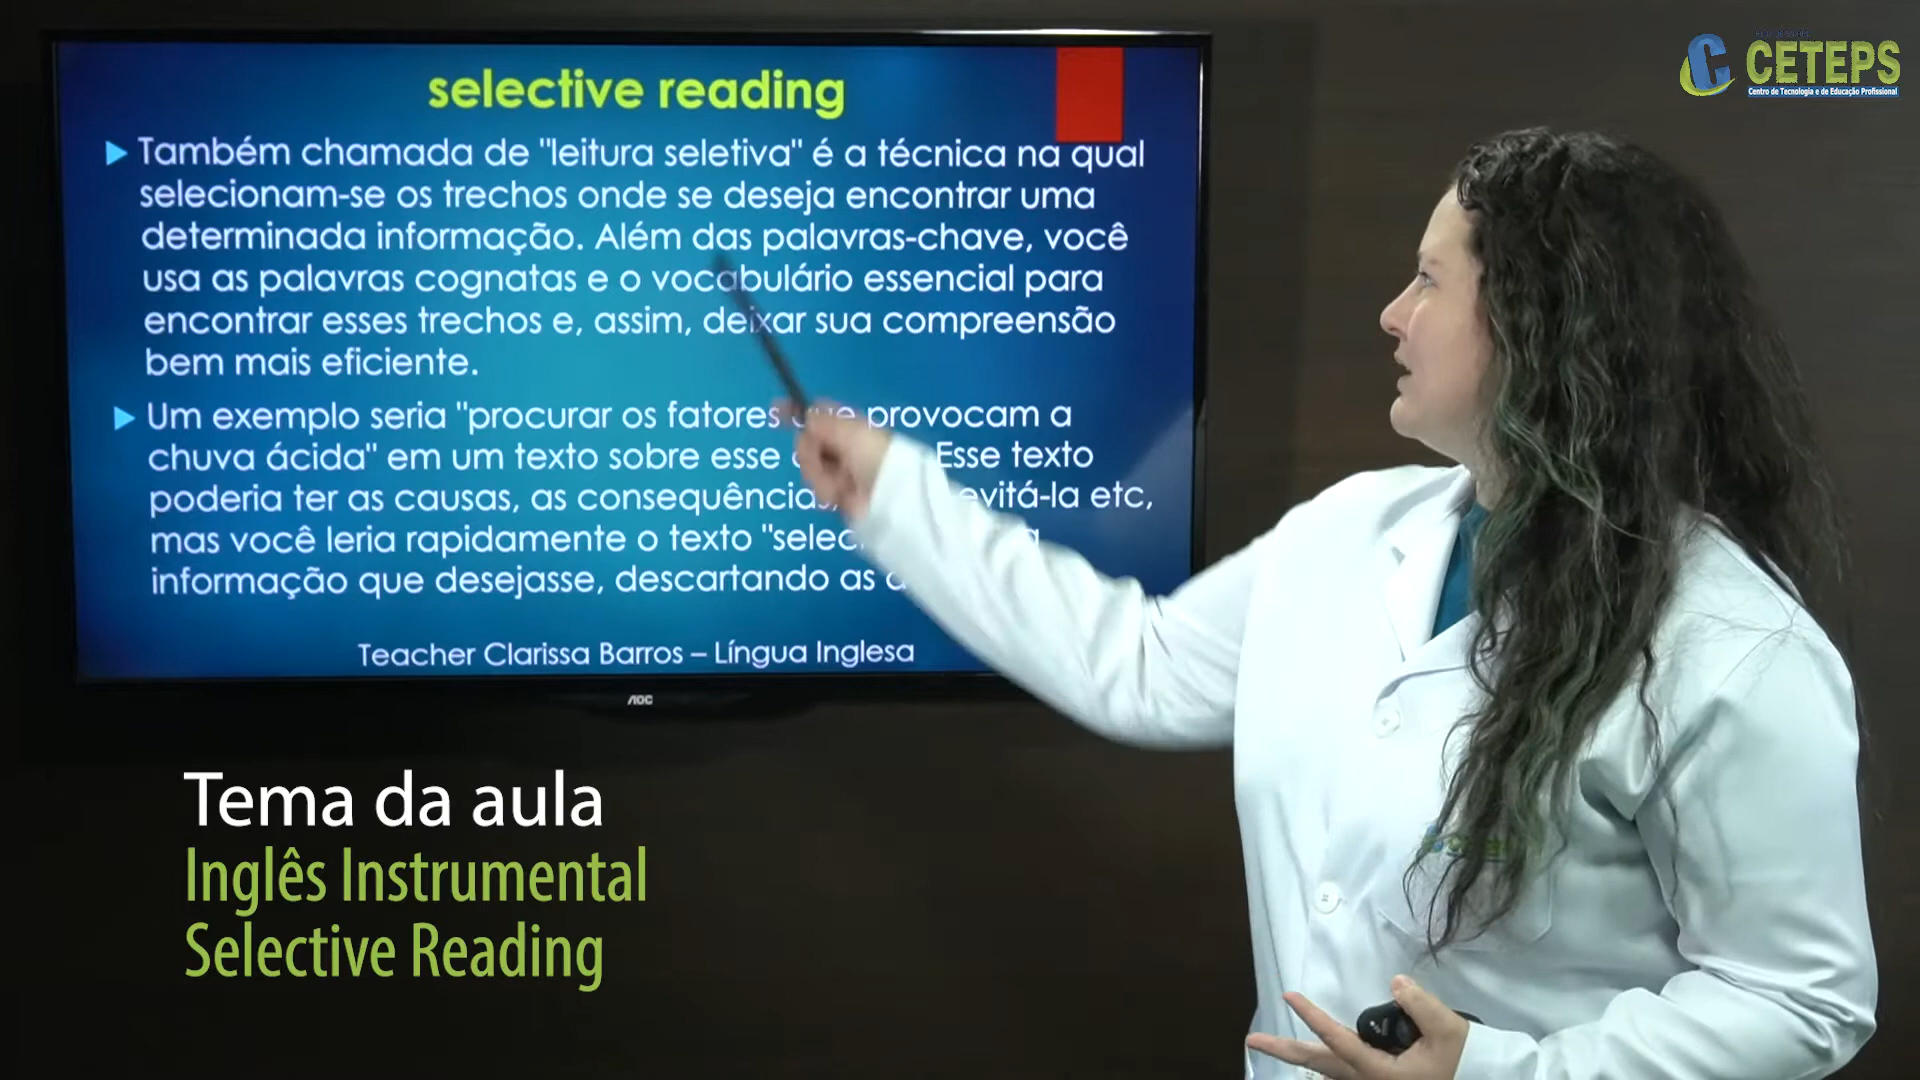 selective reading
Também chamada de "leitura seletiva" é a técnica na qual
selecionam-se os trechos onde se deseja encontrar uma
determinada informação. Além das palavras-chave, você
usa as palavras cognatas e o vocabulário essencial para
encontrar esses trechos e, assim, deixar sua compreensão
bem mais eficiente.
Um exemplo seria "procurar os fatores que provocam a
chuva ácida" em um texto sobre esse Esse texto
poderia ter as causas, as consequências, evitá-la etc,
mas você leria rapidamente o texto
informação que desejasse, descartando as
Teacher Clarissa Barros – Língua Inglesa
AOC
Tema da aula
Inglês Instrumental
Selective Reading
CETEPS
Centro de Tecnologia e de Educação Profissional